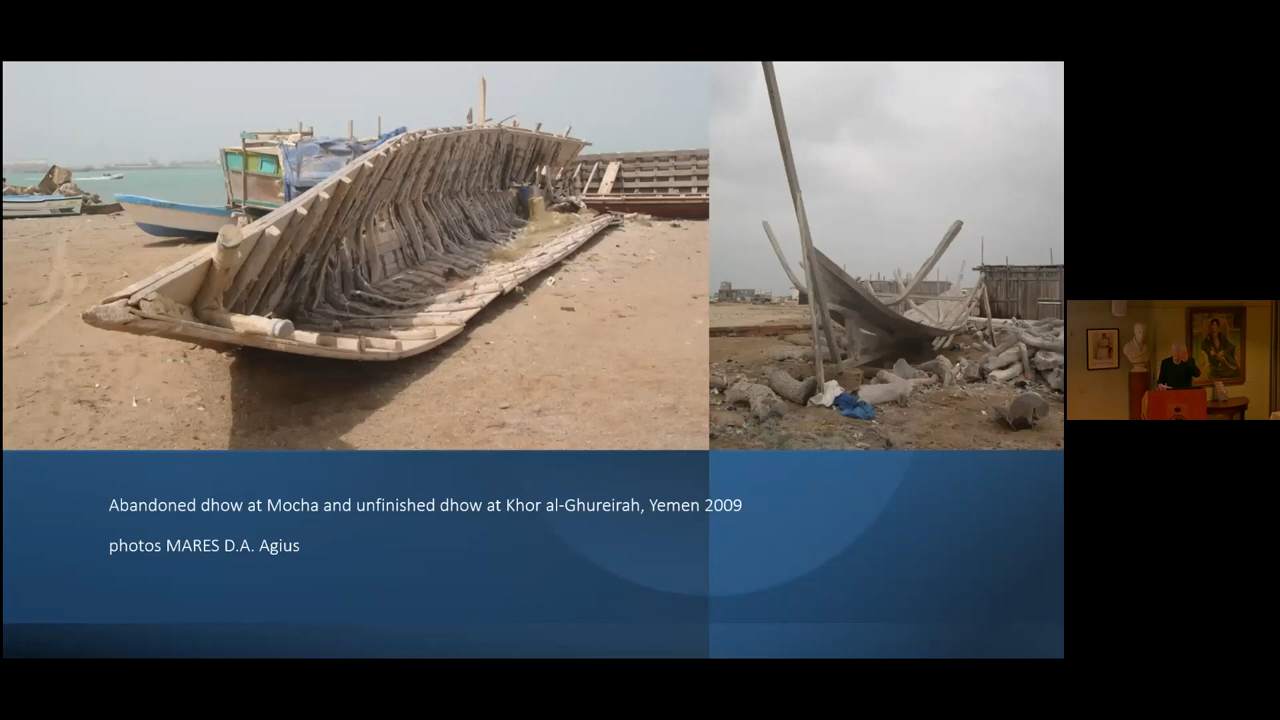 Abandoned dhow at Mocha and unfinished dhow at Khor al-Ghureirah, Yemen 2009
photos MARES D.A. Agius